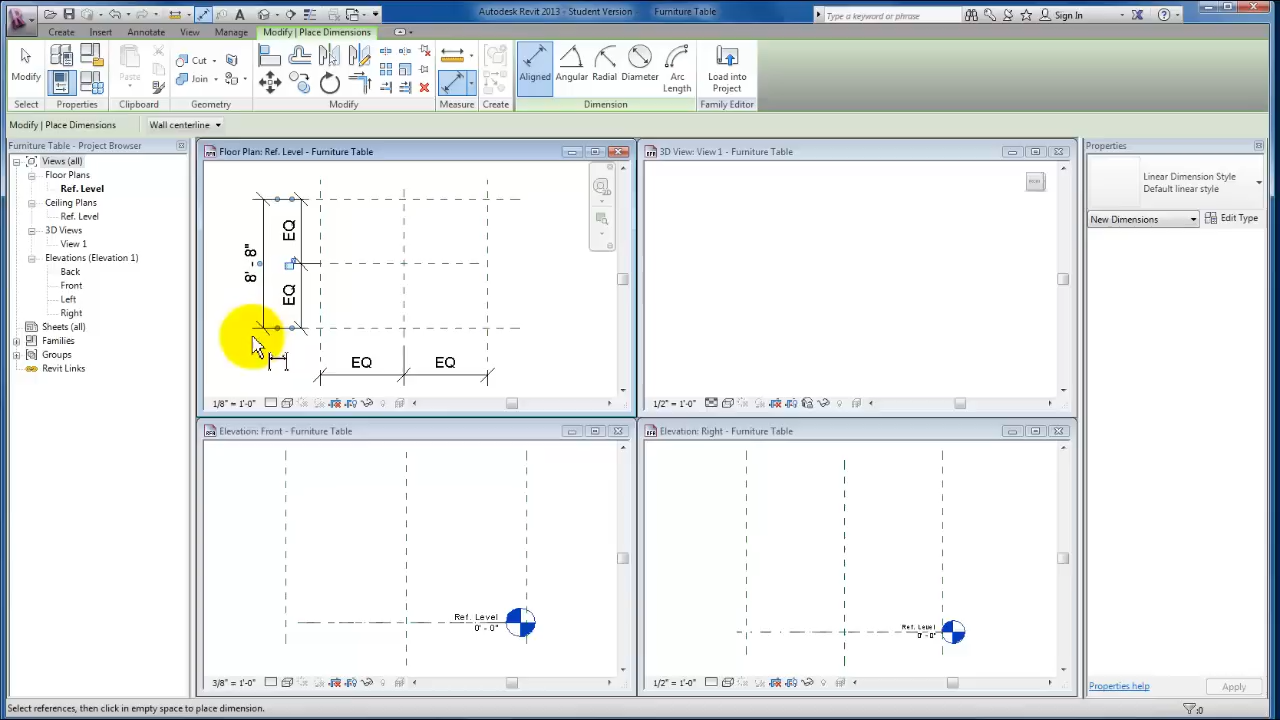 Autodesk Revit 2013 - Student Version Furniture Table
Type a keyword or phrase
Sign In
Create Insert Annotate View Manage Modify | Place Dimensions
Modify
Paste
Cut
Join
Aligned Angular Radial Diameter Arc Length
Load into Project
Select Properties Clipboard Geometry Modify Measure Create Dimension Family Editor
Modify | Place Dimensions Wall centerline
Furniture Table - Project Browser
Views (all)
Floor Plans
Ref. Level
Ceiling Plans
Ref. Level
3D Views
View 1
Elevations (Elevation 1)
Back
Front
Left
Right
Sheets (all)
Families
Groups
Revit Links
Floor Plan: Ref. Level - Furniture Table
8' - 8"
EQ
EQ
EQ EQ
1/8" = 1'-0"
3D View: View 1 - Furniture Table
1/2" = 1'-0"
Elevation: Front - Furniture Table
Ref. Level
0' - 0"
3/8" = 1'-0"
Elevation: Right - Furniture Table
Ref. Level
0' - 0"
1/2" = 1'-0"
Properties
Linear Dimension Style
Default linear style
New Dimensions Edit Type
Properties help Apply
Select references, then click in empty space to place dimension.
:0